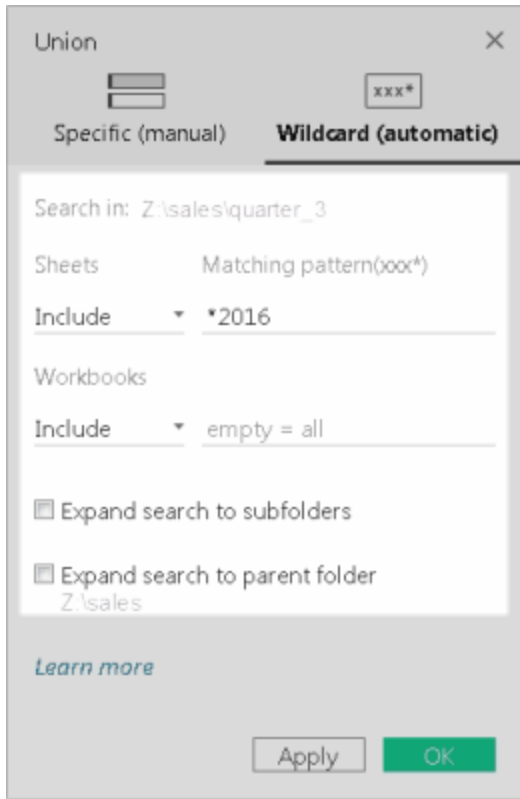 Union
xxx*
Specific (manual) Wildcard (automatic)
Search in: Z:\sales\quarter_3
Sheets Matching pattern(xxx*)
Include *2016
Workbooks
Include empty = all
Expand search to subfolders
Expand search to parent folder
Z:\sales
Learn more
Apply OK